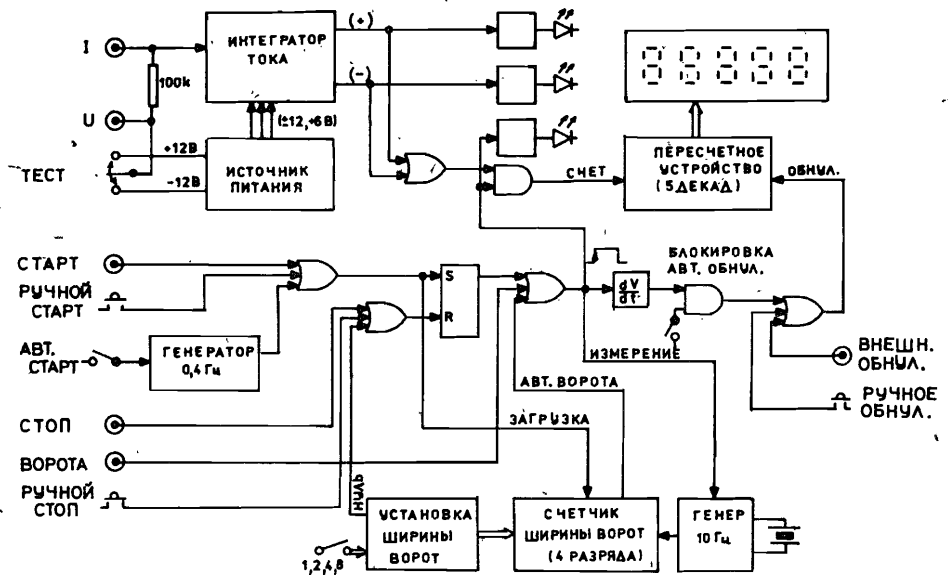 I
U
100k
ТЕСТ
+12В
-12В
ИНТЕГРАТОР
ТОКА
(+)
(-)
(±12,+6В)
ИСТОЧНИК
ПИТАНИЯ
СЧЕТ
ПЕРЕСЧЕТНОЕ
УСТРОЙСТВО
(5 ДЕКАД)
ОБНУЛ.
СТАРТ
РУЧНОЙ
СТАРТ
АВТ.
СТАРТ
ГЕНЕРАТОР
0,4 Гц
S
R
dV
dt
БЛОКИРОВКА
АВТ. ОБНУЛ.
ИЗМЕРЕНИЕ
ВНЕШН.
ОБНУЛ.
РУЧНОЕ
ОБНУЛ.
АВТ. ВОРОТА
ЗАГРУЗКА
СТОП
ВОРОТА
РУЧНОЙ
СТОП
НУЛЬ
1,2,4,8
УСТАНОВКА
ШИРИНЫ
ВОРОТ
СЧЕТЧИК
ШИРИНЫ ВОРОТ
(4 РАЗРЯДА)
ГЕНЕР
10 Гц